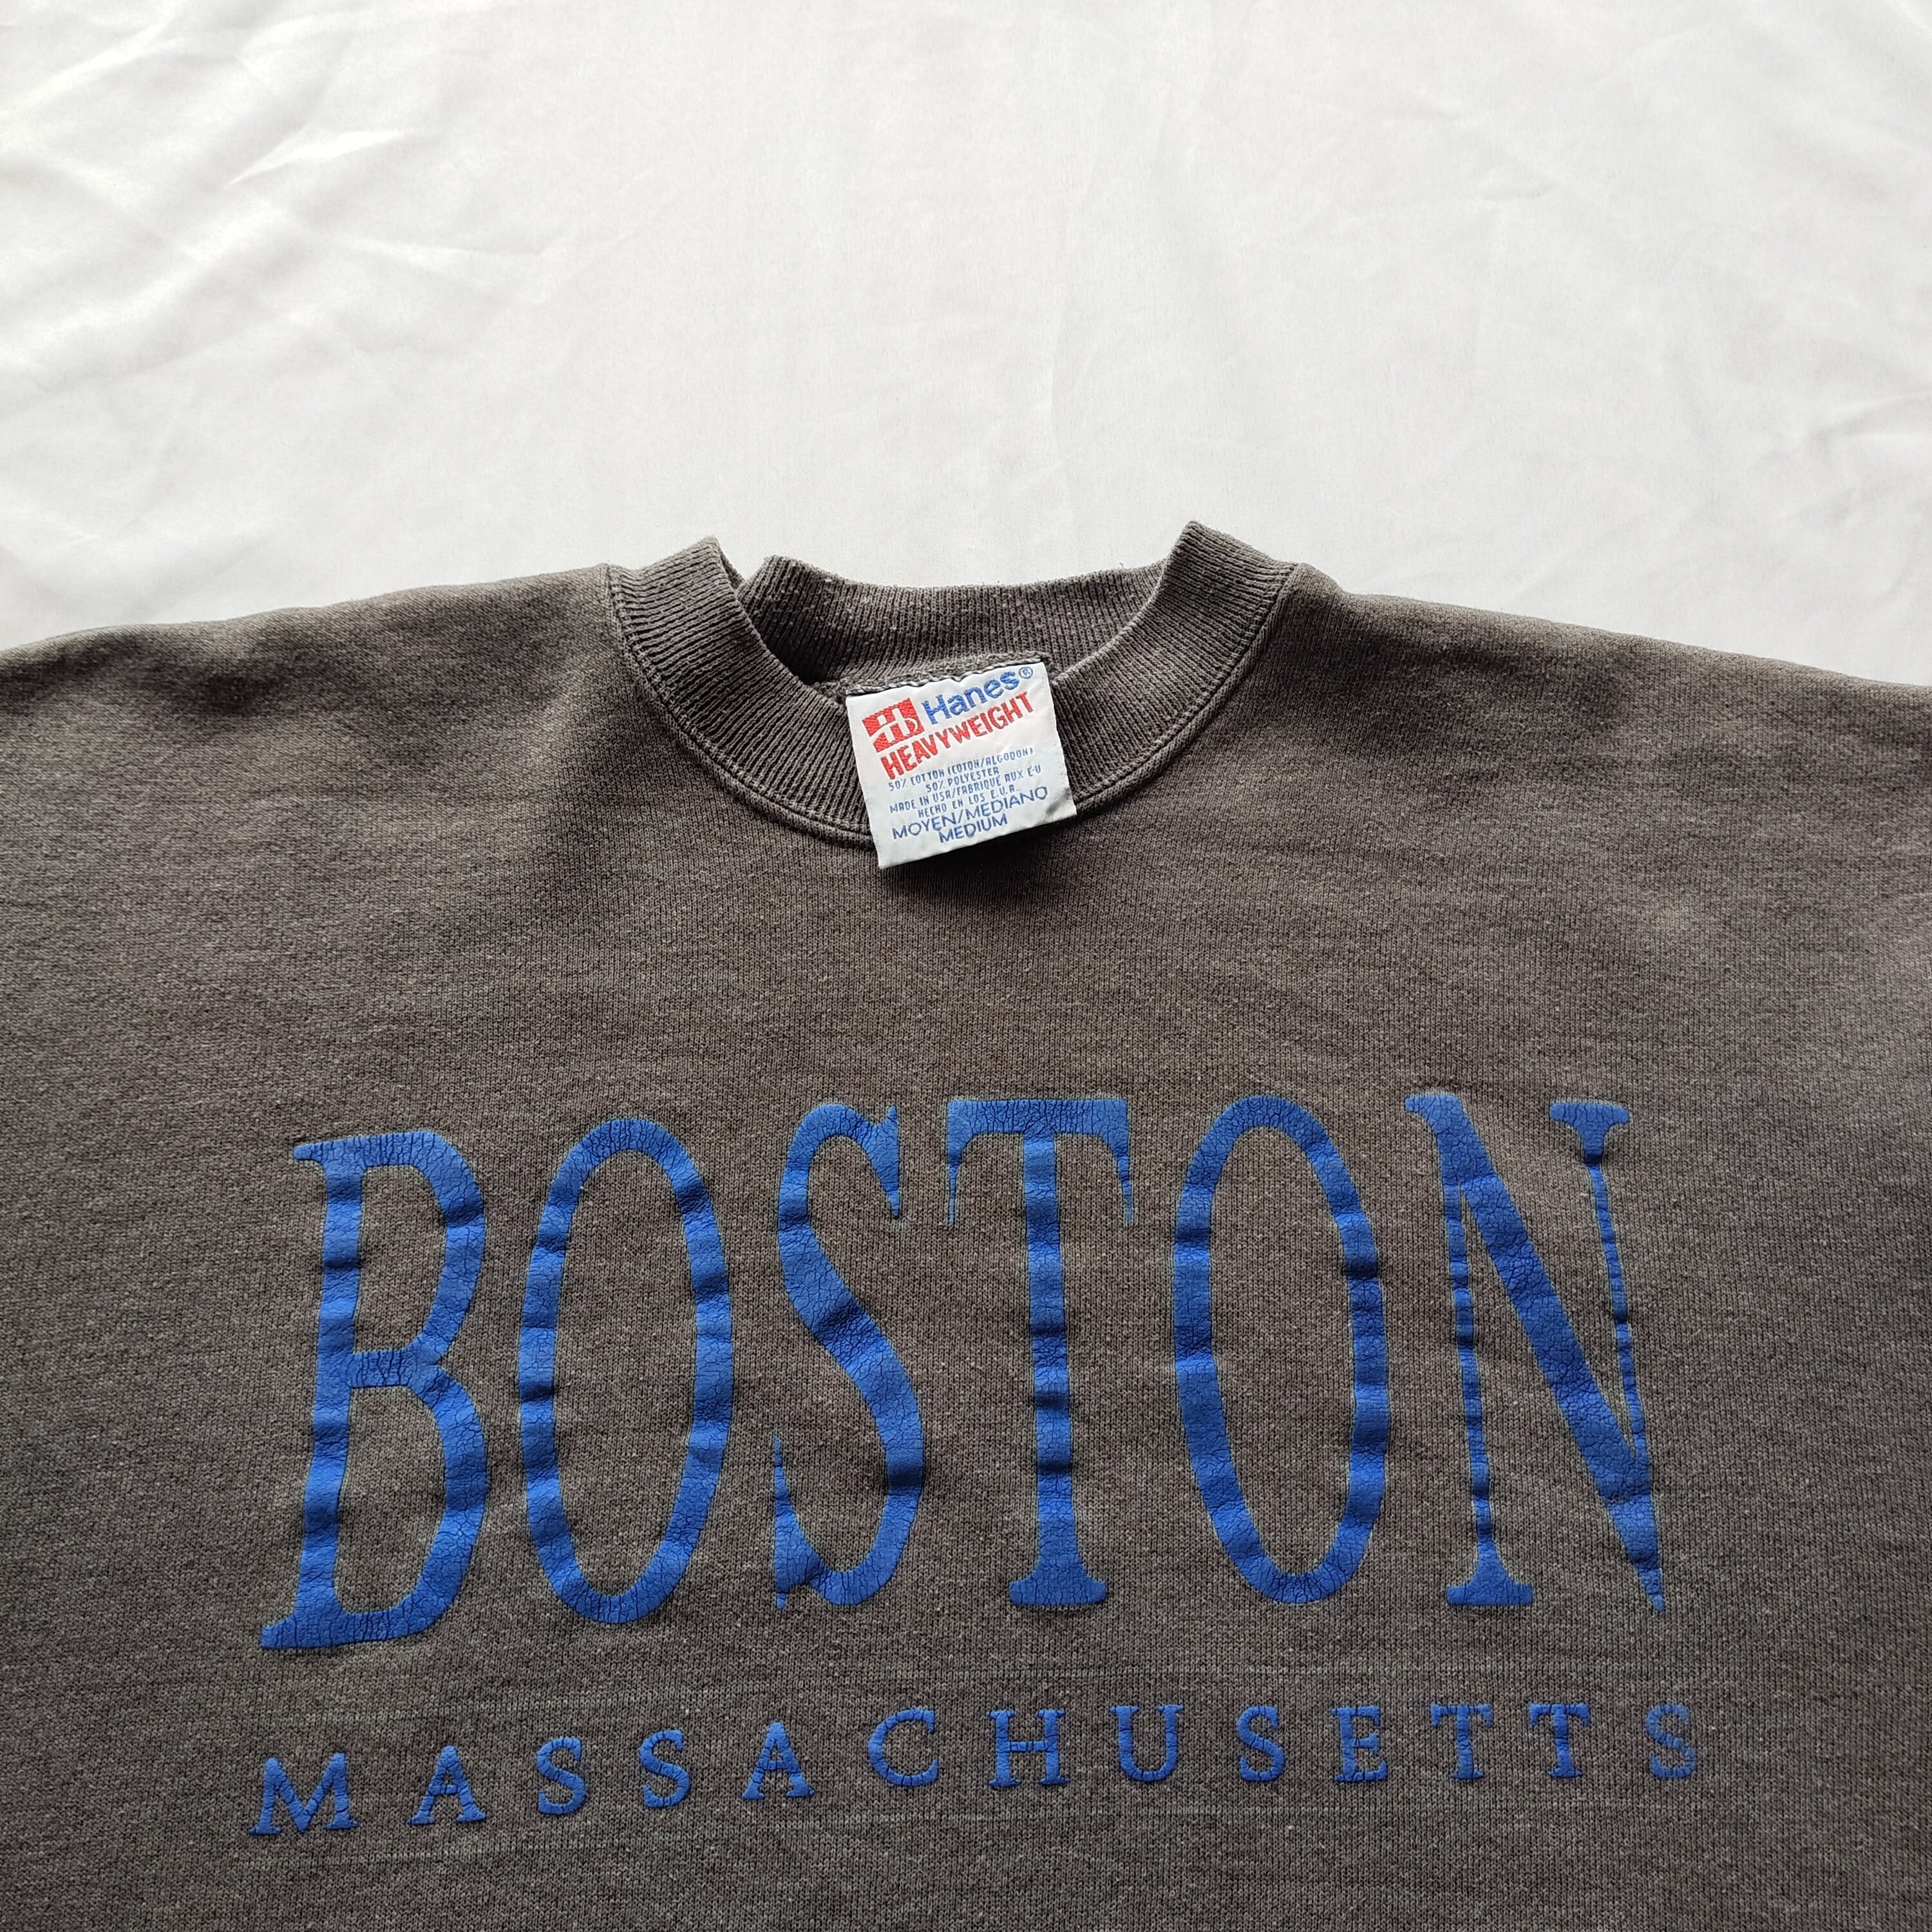 Hanes®
HEAVYWEIGHT
50% COTTON (COTON/ALGODON)
50% POLYESTER
MADE IN USA/FABRIQUÉ AUX É-U
HECHO EN LOS E.U.A.
MOYEN/MEDIANO
MEDIUM
BOSTON
MASSACHUSETTS